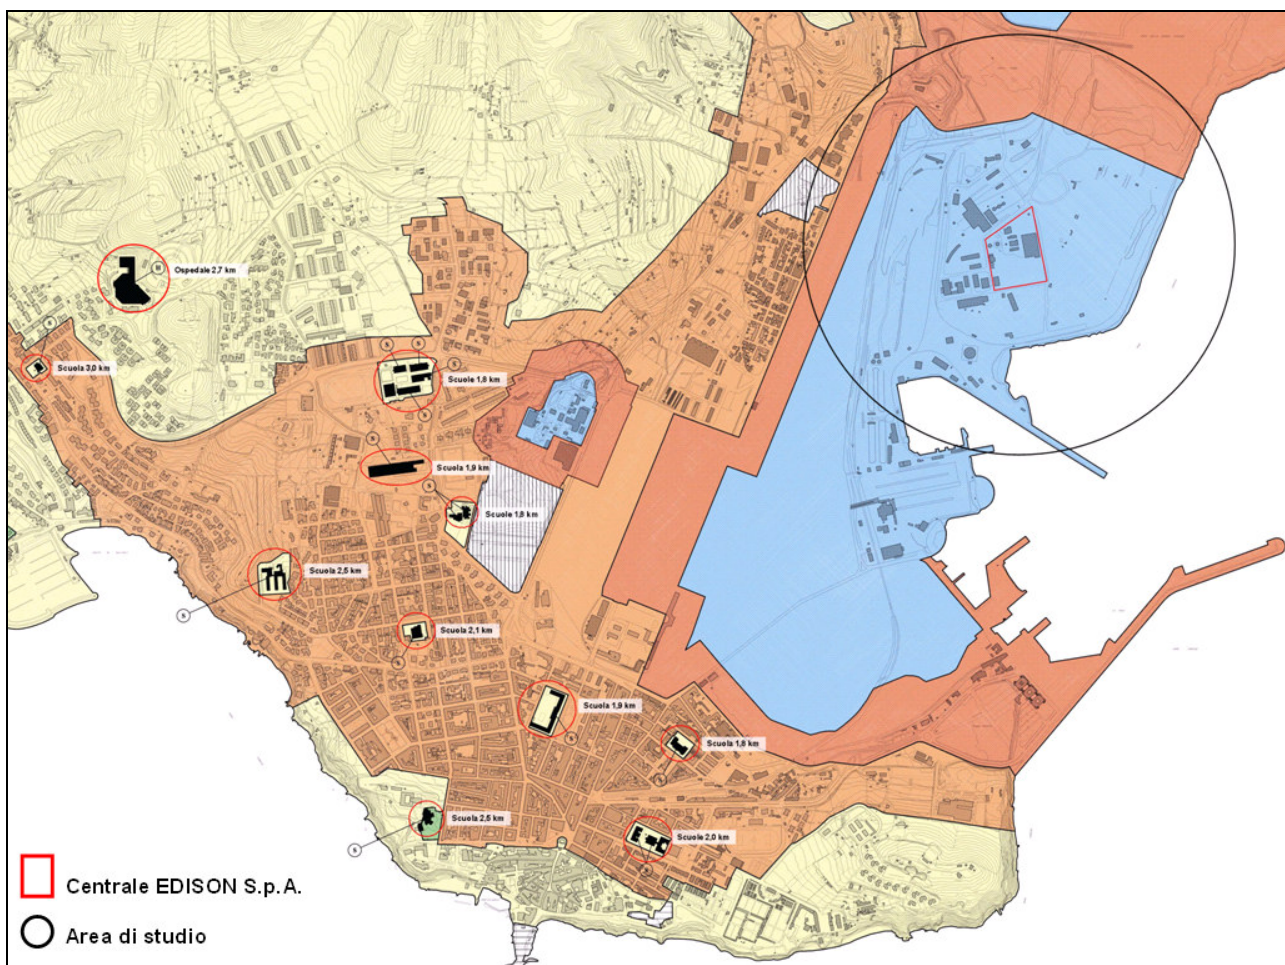 Ospedale 2,7 km
H
S
Scuola 3,0 km
S
S
S
Scuole 1,8 km
S
S
Scuola 1,9 km
S
Scuole 1,8 km
Scuola 2,5 km
S
Scuola 2,1 km
S
Scuola 1,9 km
S
Scuola 1,8 km
S
Scuola 2,5 km
S
Scuole 2,0 km
S
Centrale EDISON S.p.A.
Area di studio